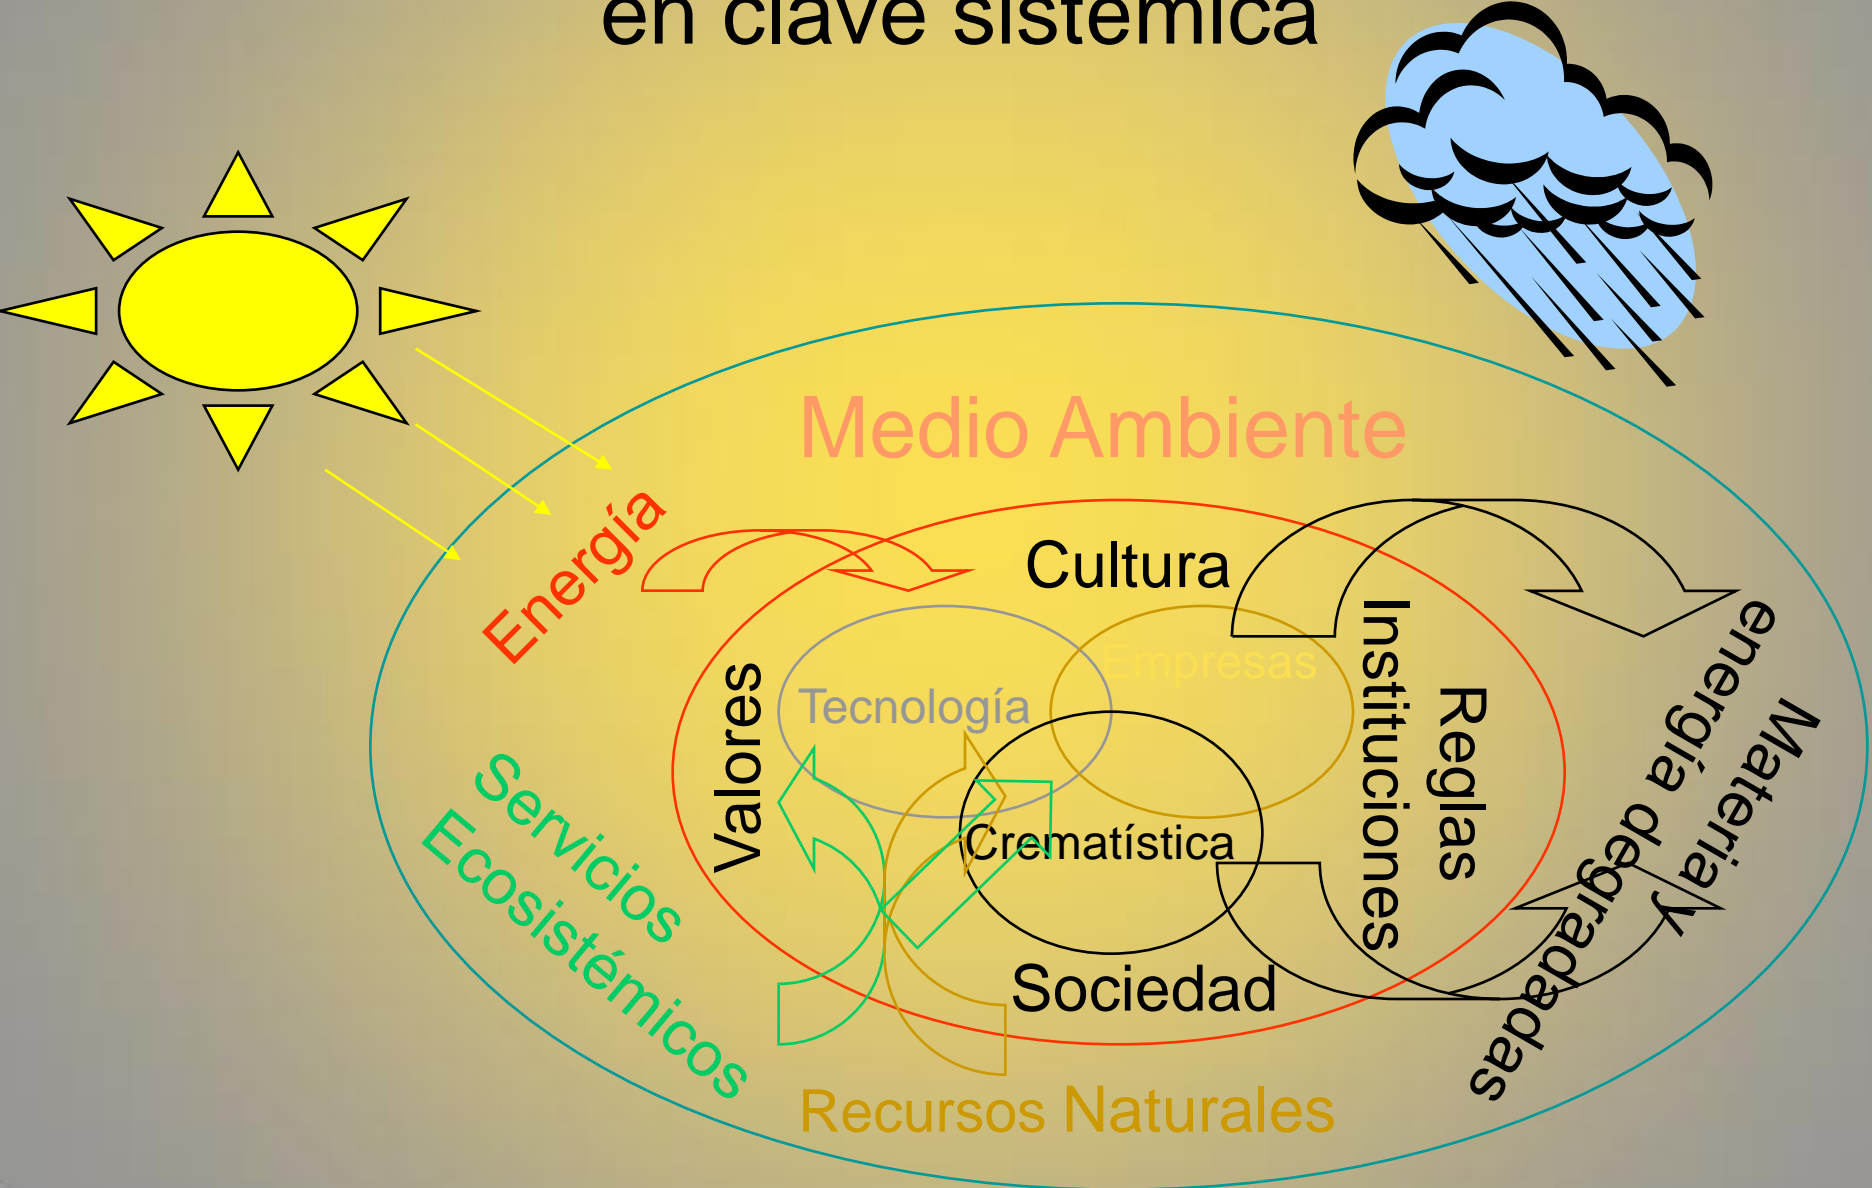 en clave sistémica
Medio Ambiente
Energía
Cultura
Empresas
Tecnología
Valores
Instituciones
Reglas
Materia y
energía degradadas
Servicios
Ecosistémicos
Crematística
Sociedad
Recursos Naturales